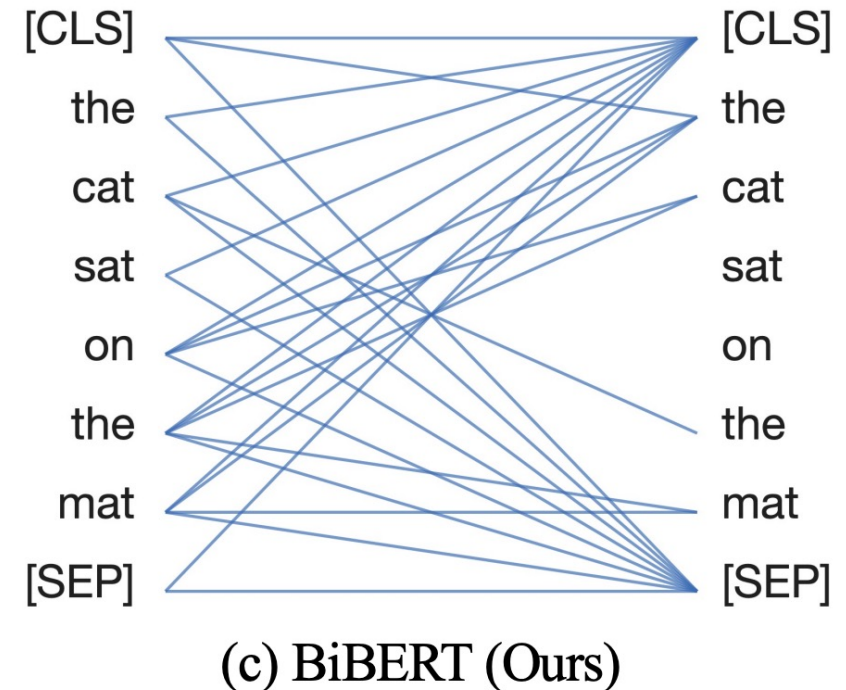 [CLS] [CLS]
the the
cat cat
sat sat
on on
the the
mat mat
[SEP] [SEP]
(c) BiBERT (Ours)